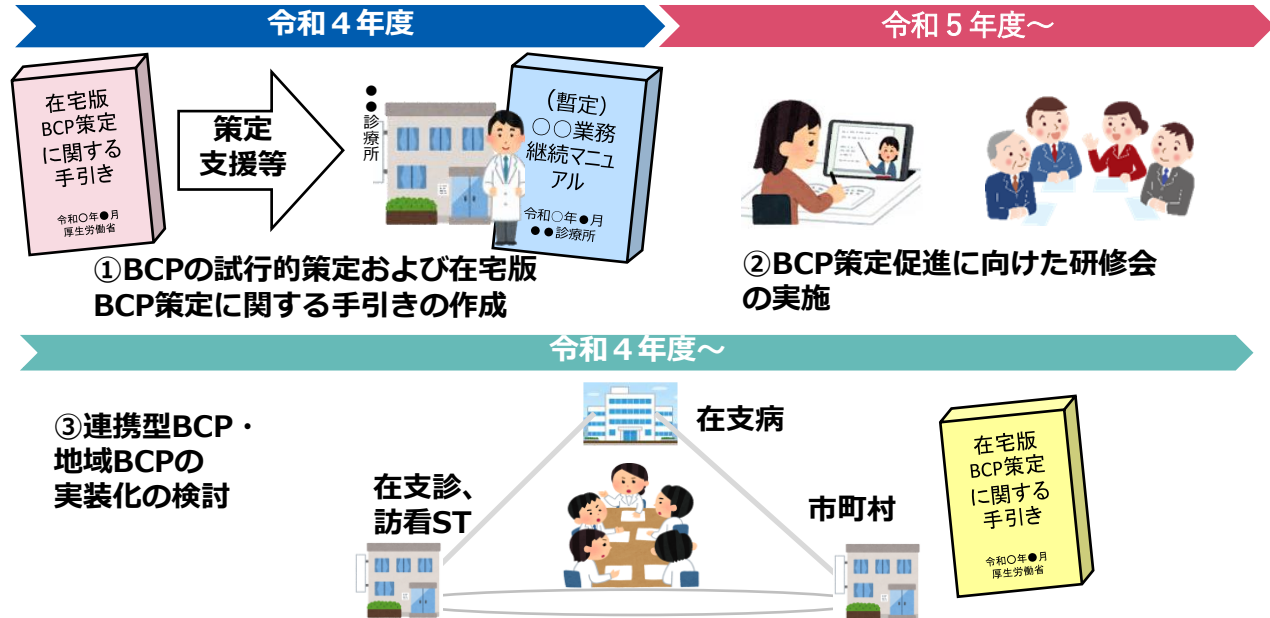 令和４年度
令和５年度～
在宅版
BCP策定
に関する
手引き
令和〇年●月
厚生労働省
策定
支援等
●●診療所
（暫定）
○○業務
継続マニュ
アル
令和○年●月
●●診療所
①BCPの試行的策定および在宅版
BCP策定に関する手引きの作成
②BCP策定促進に向けた研修会
の実施
令和４年度～
③連携型BCP・
地域BCPの
実装化の検討
在支病
在支診、
訪看ST
市町村
在宅版
BCP策定
に関する
手引き
令和〇年●月
厚生労働省